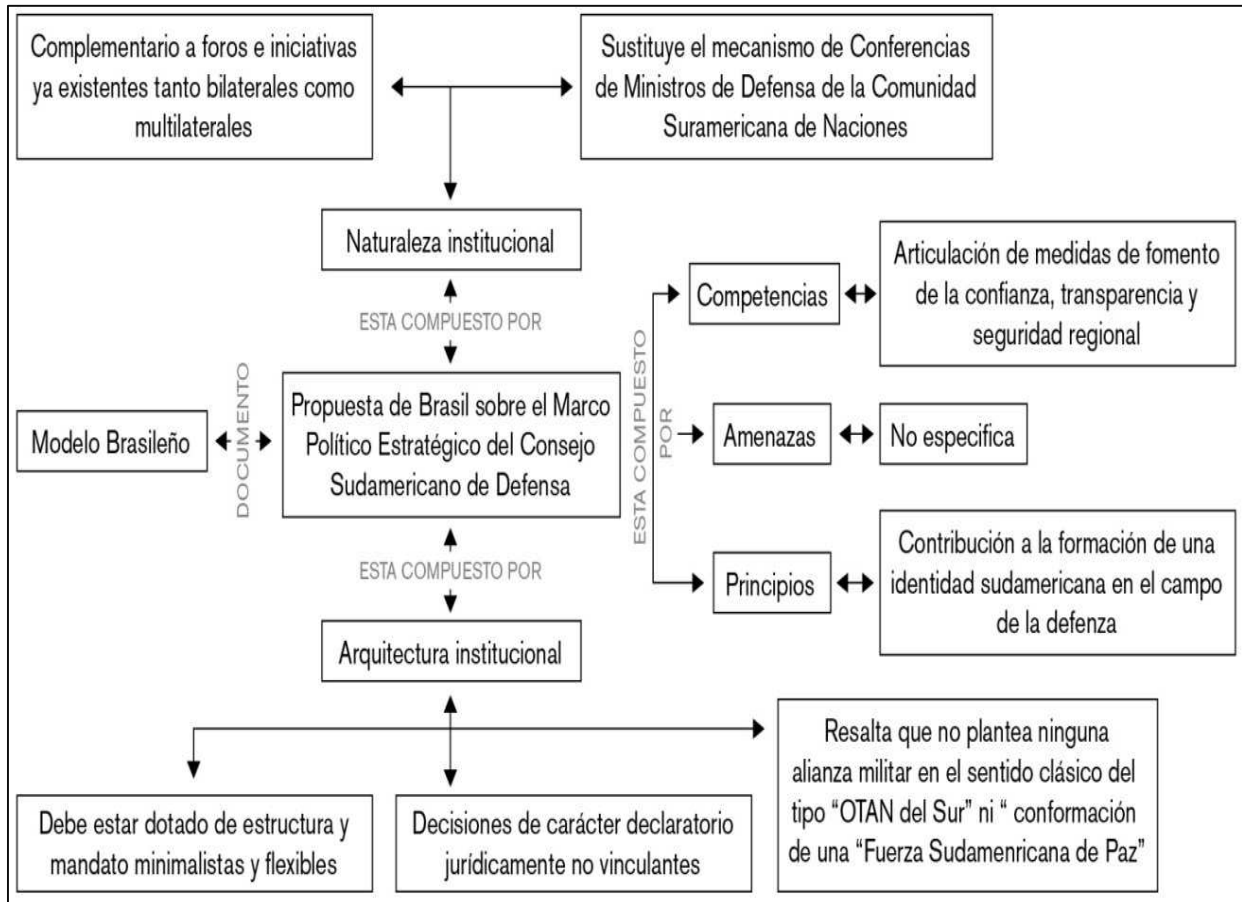 Complementario a foros e iniciativas
ya existentes tanto bilaterales como
multilaterales
Sustituye el mecanismo de Conferencias
de Ministros de Defensa de la Comunidad
Suramericana de Naciones
Naturaleza institucional
ESTA COMPUESTO POR
Competencias
Articulación de medidas de fomento
de la confianza, transparencia y
seguridad regional
Modelo Brasileño
DOCUMENTO
Propuesta de Brasil sobre el Marco
Político Estratégico del Consejo
Sudamericano de Defensa
ESTA COMPUESTO
POR
Amenazas
No especifica
ESTA COMPUESTO POR
Principios
Contribución a la formación de una
identidad sudamericana en el campo
de la defenza
Arquitectura institucional
Debe estar dotado de estructura y
mandato minimalistas y flexibles
Decisiones de carácter declaratorio
jurídicamente no vinculantes
Resalta que no plantea ninguna
alianza militar en el sentido clásico del
tipo “OTAN del Sur” ni “ conformación
de una “Fuerza Sudamenricana de Paz”